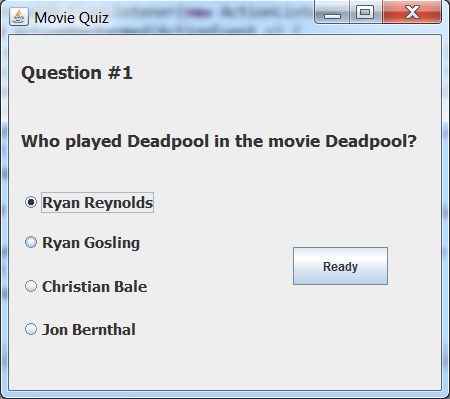 Movie Quiz
Question #1
Who played Deadpool in the movie Deadpool?
Ryan Reynolds
Ryan Gosling
Christian Bale
Jon Bernthal
Ready